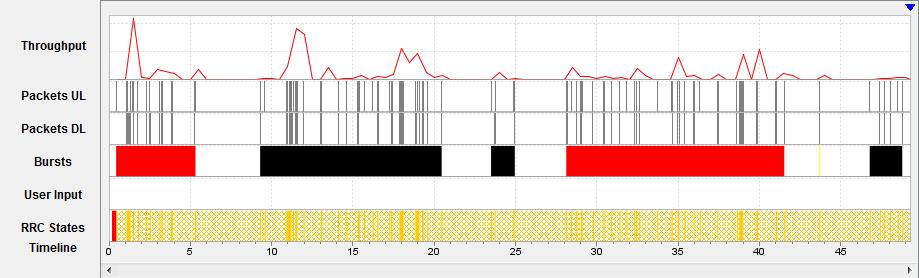 Throughput
Packets UL
Packets DL
Bursts
User Input
RRC States
Timeline
0 5 10 15 20 25 30 35 40 45